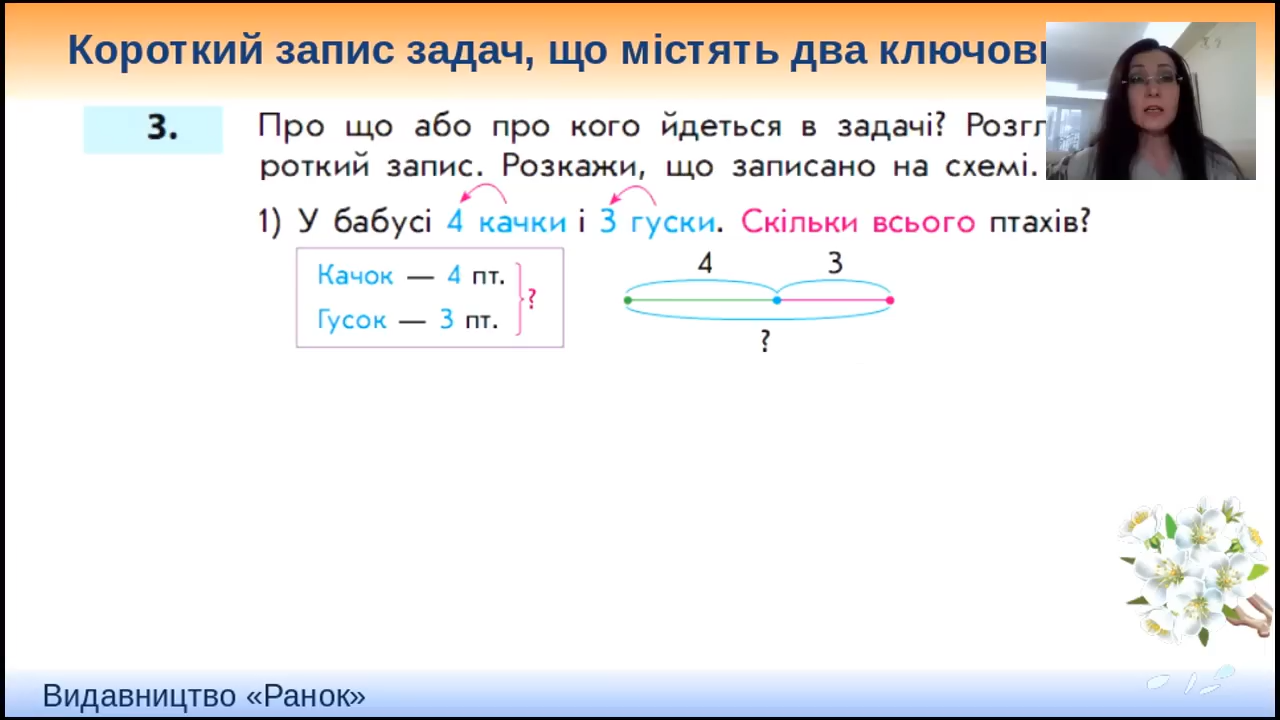 Короткий запис задач, що містять два
3. Про що або про кого йдеться в задачі?
роткий запис. Розкажи, що записано на схемі.
1) У бабусі 4 качки і 3 гуски. Скільки всього птахів?
Качок — 4 пт.
Гусок — 3 пт.
?
4 3
?
Видавництво «Ранок»